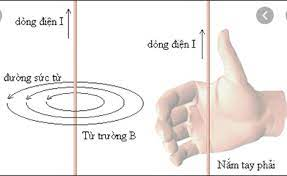 dòng điện I
dòng điện I
đường sức từ
Từ trường B
Nắm tay phải